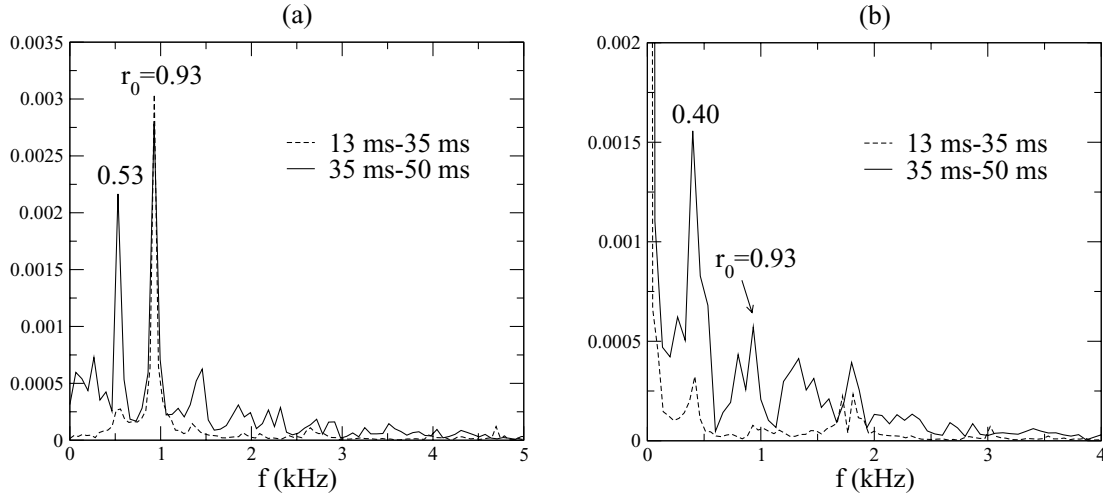 (a)
0.0035
0.003
0.0025
0.002
0.0015
0.001
0.0005
0
r0=0.93
0.53
13 ms-35 ms
35 ms-50 ms
0 1 2 3 4 5
f (kHz)
(b)
0.002
0.0015
0.001
0.0005
0
0.40
13 ms-35 ms
35 ms-50 ms
r0=0.93
0 1 2 3 4
f (kHz)